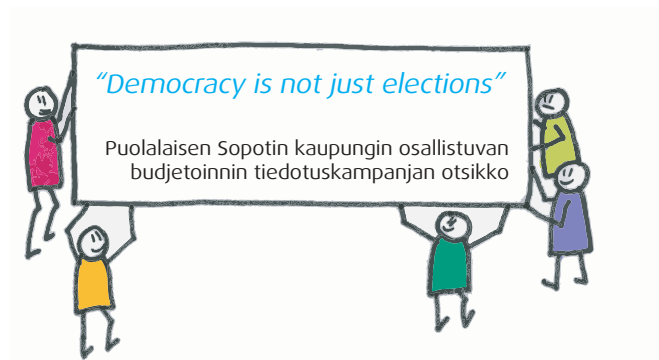 “Democracy is not just elections”
Puolalaisen Sopotin kaupungin osallistuvan
budjetoinnin tiedotuskampanjan otsikko